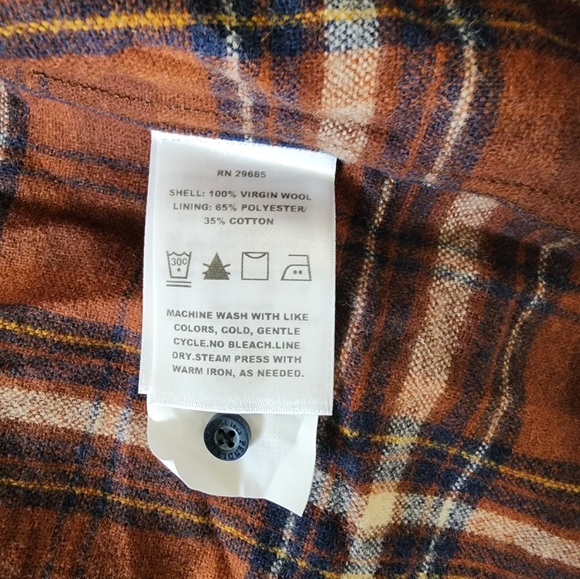 RN 29685
SHELL: 100% VIRGIN WOOL
LINING: 65% POLYESTER/
35% COTTON
30C
MACHINE WASH WITH LIKE
COLORS, COLD, GENTLE
CYCLE.NO BLEACH.LINE
DRY.STEAM PRESS WITH
WARM IRON, AS NEEDED.